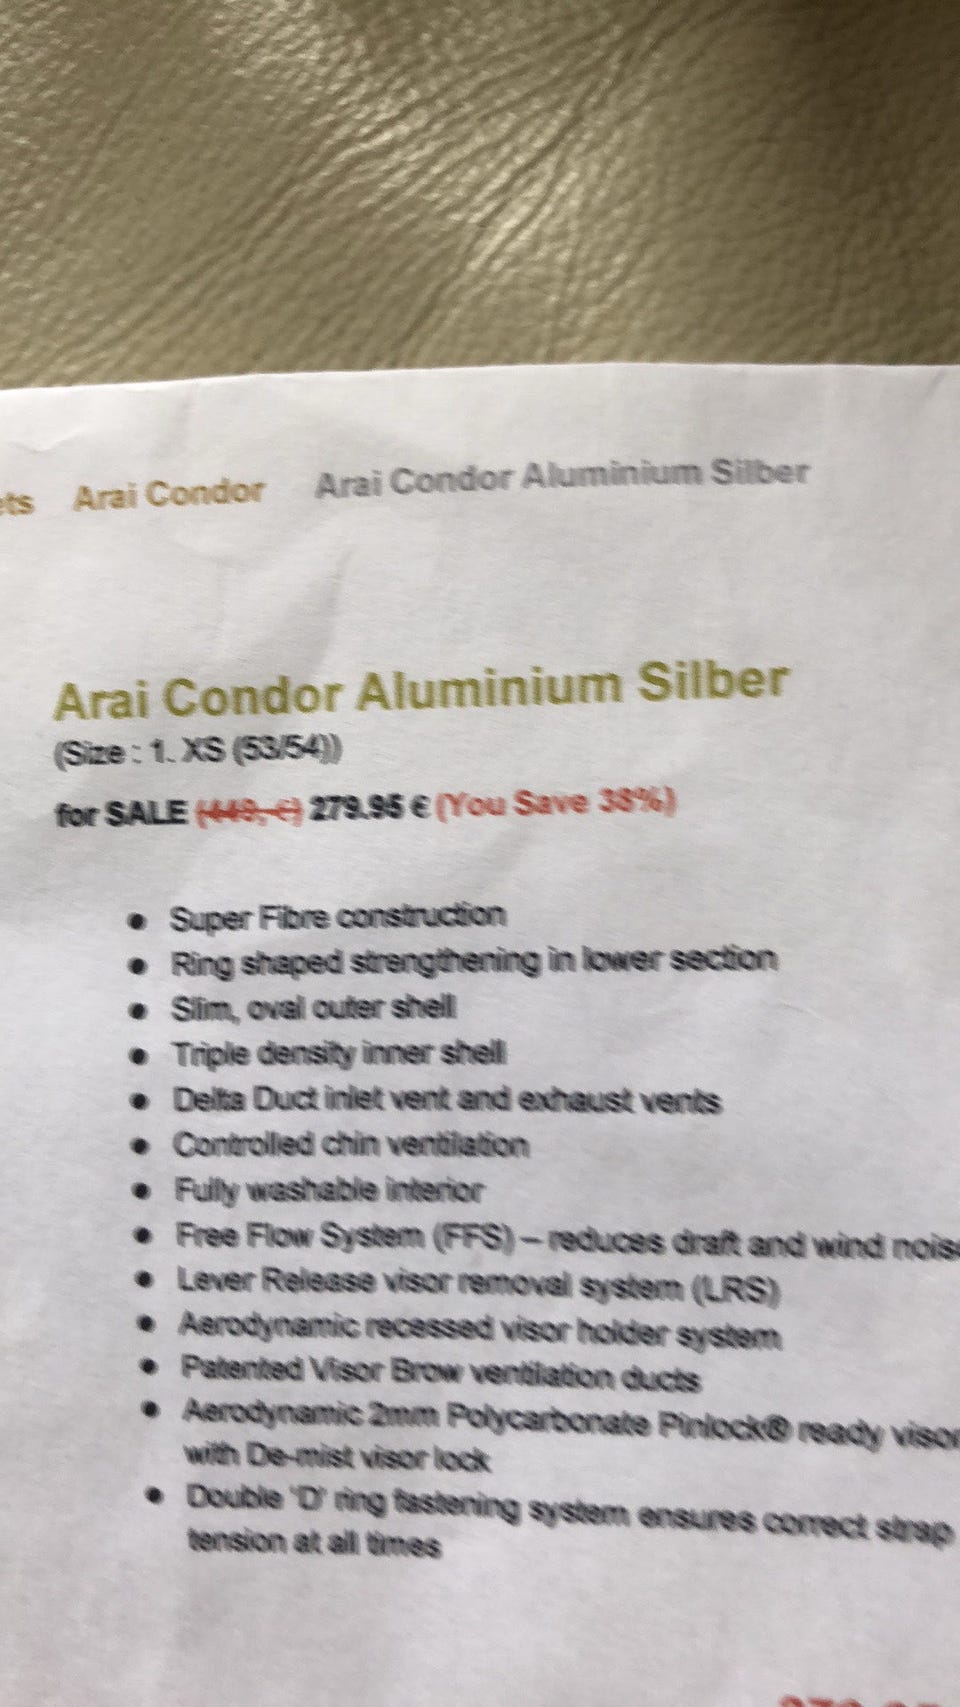 ets Arai Condor Arai Condor Aluminium Silber
Arai Condor Aluminium Silber
(Size : 1. XS (53/54))
for SALE (449,-€) 279.95 € (You Save 38%)
Super Fibre construction
Ring shaped strengthening in lower section
Slim, oval outer shell
Triple density inner shell
Delta Duct inlet vent and exhaust vents
Controlled chin ventilation
Fully washable interior
Free Flow System (FFS) – reduces draft and wind noise
Lever Release visor removal system (LRS)
Aerodynamic recessed visor holder system
Patented Visor Brow ventilation ducts
Aerodynamic 2mm Polycarbonate Pinlock® ready visor
with De-mist visor lock
Double 'D' ring fastening system ensures correct strap
tension at all times